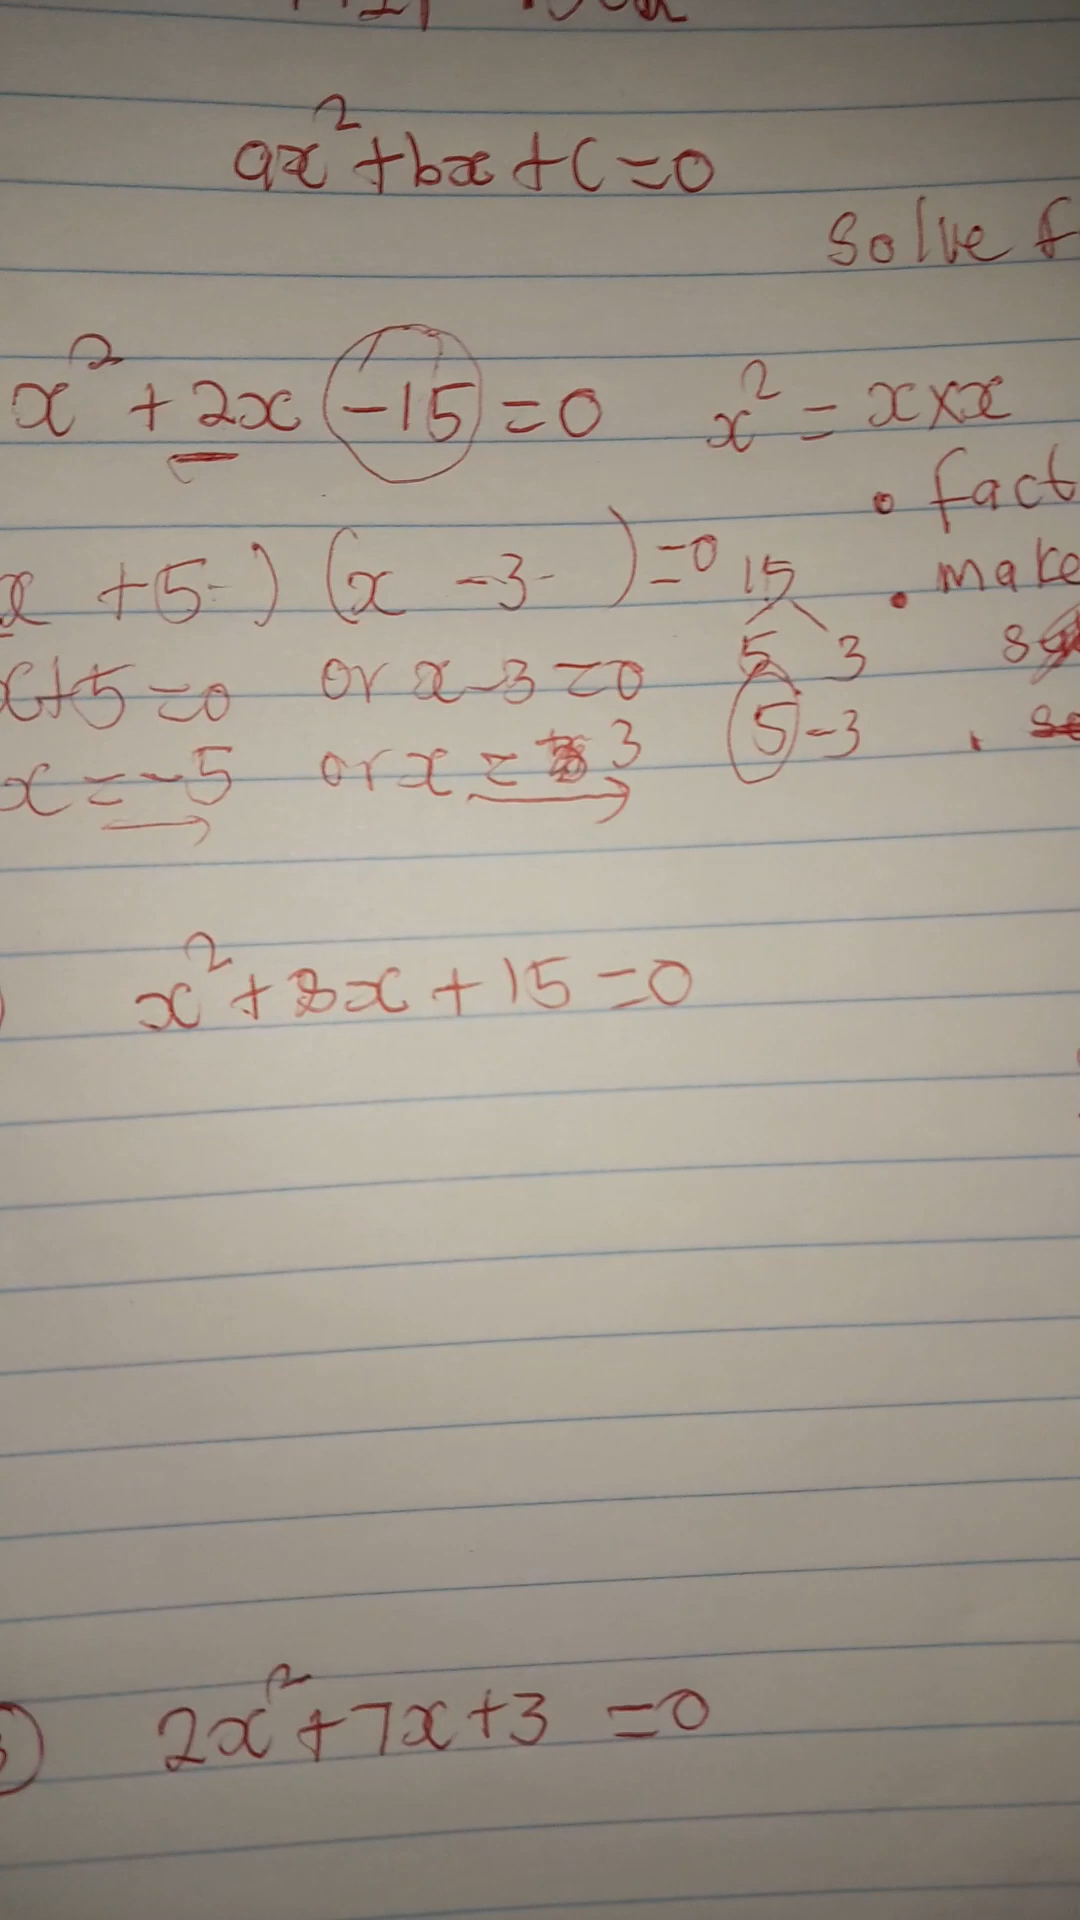 ax²+bx+c=0
Solve f
x²+2x-15=0 x²=x×x
• fact
x +5-) (x -3- )=0 15 • make
x+5=0 or x-3=0 5 3
x=-5 or x= 3 5-3
x²+8x+15=0
2x²+7x+3=0